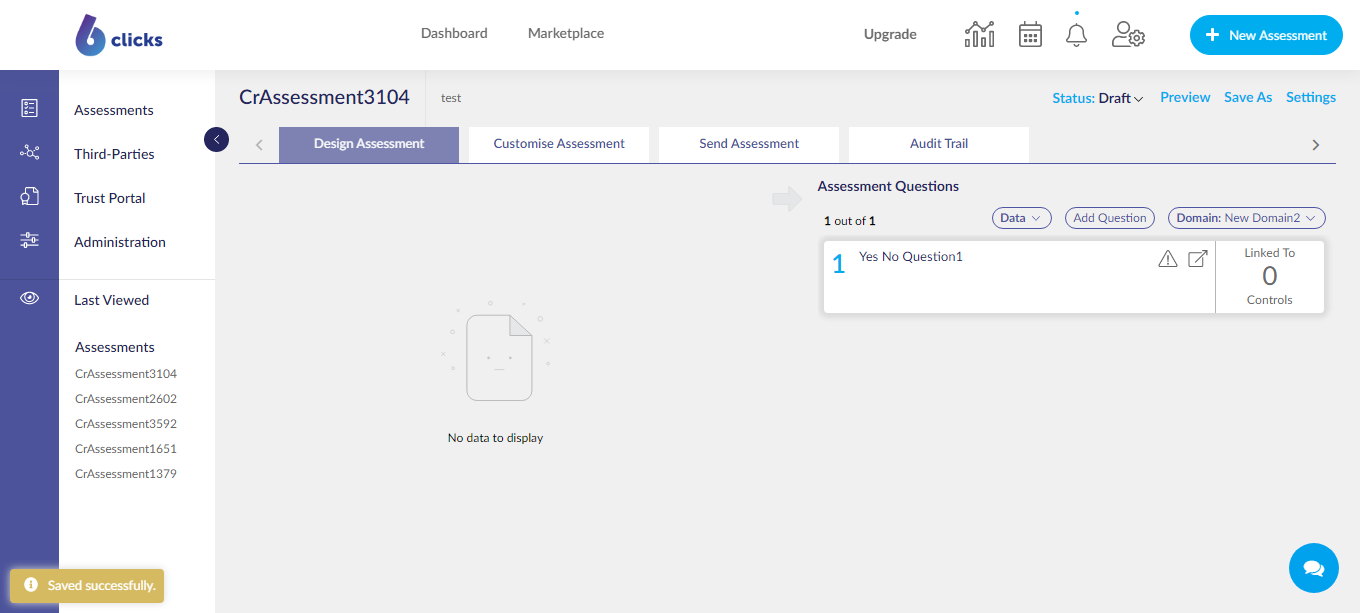 clicks
Dashboard
Marketplace
Upgrade
+ New Assessment
Assessments
Third-Parties
Trust Portal
Administration
Last Viewed
Assessments
CrAssessment3104
CrAssessment2602
CrAssessment3592
CrAssessment1651
CrAssessment1379
CrAssessment3104
test
Status: Draft
Preview
Save As
Settings
Design Assessment
Customise Assessment
Send Assessment
Audit Trail
No data to display
Assessment Questions
1 out of 1
Data
Add Question
Domain: New Domain2
1
Yes No Question1
Linked To
0
Controls
Saved successfully.